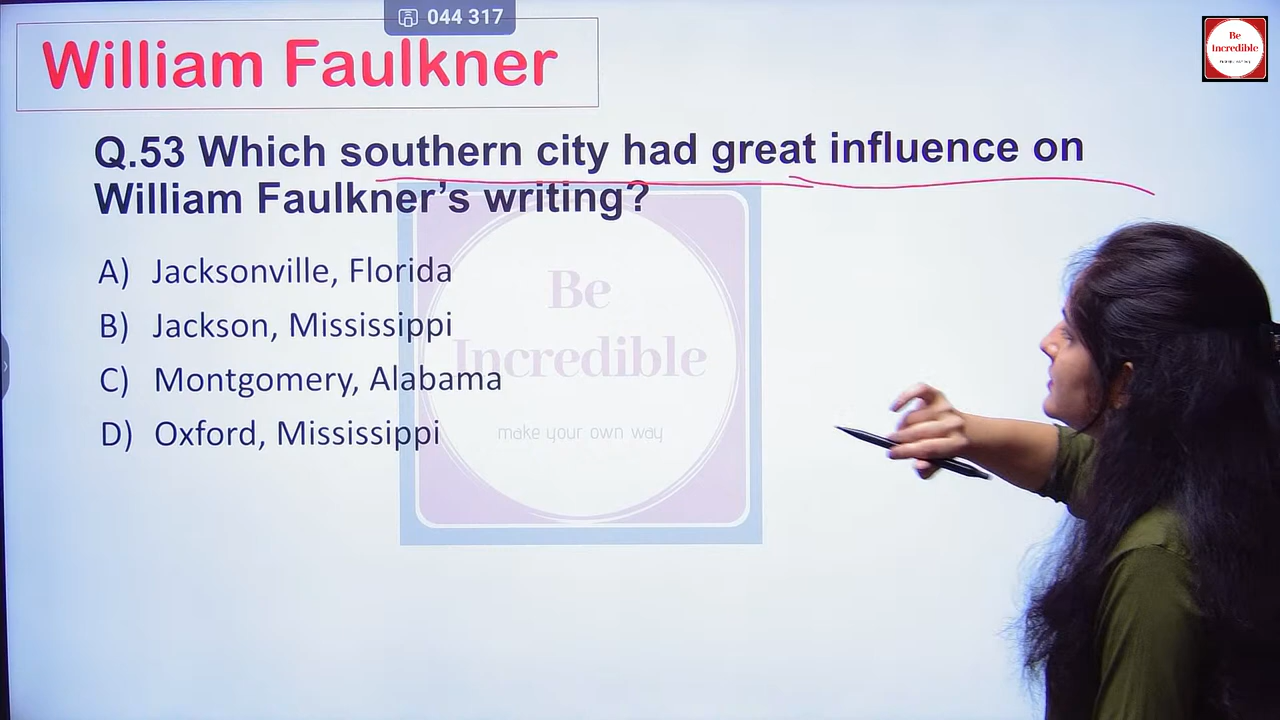 044 317
William Faulkner
Be
Incredible
Q.53 Which southern city had great influence on
William Faulkner’s writing?
A) Jacksonville, Florida
B) Jackson, Mississippi
C) Montgomery, Alabama
D) Oxford, Mississippi
Be
Incredible
make your own way